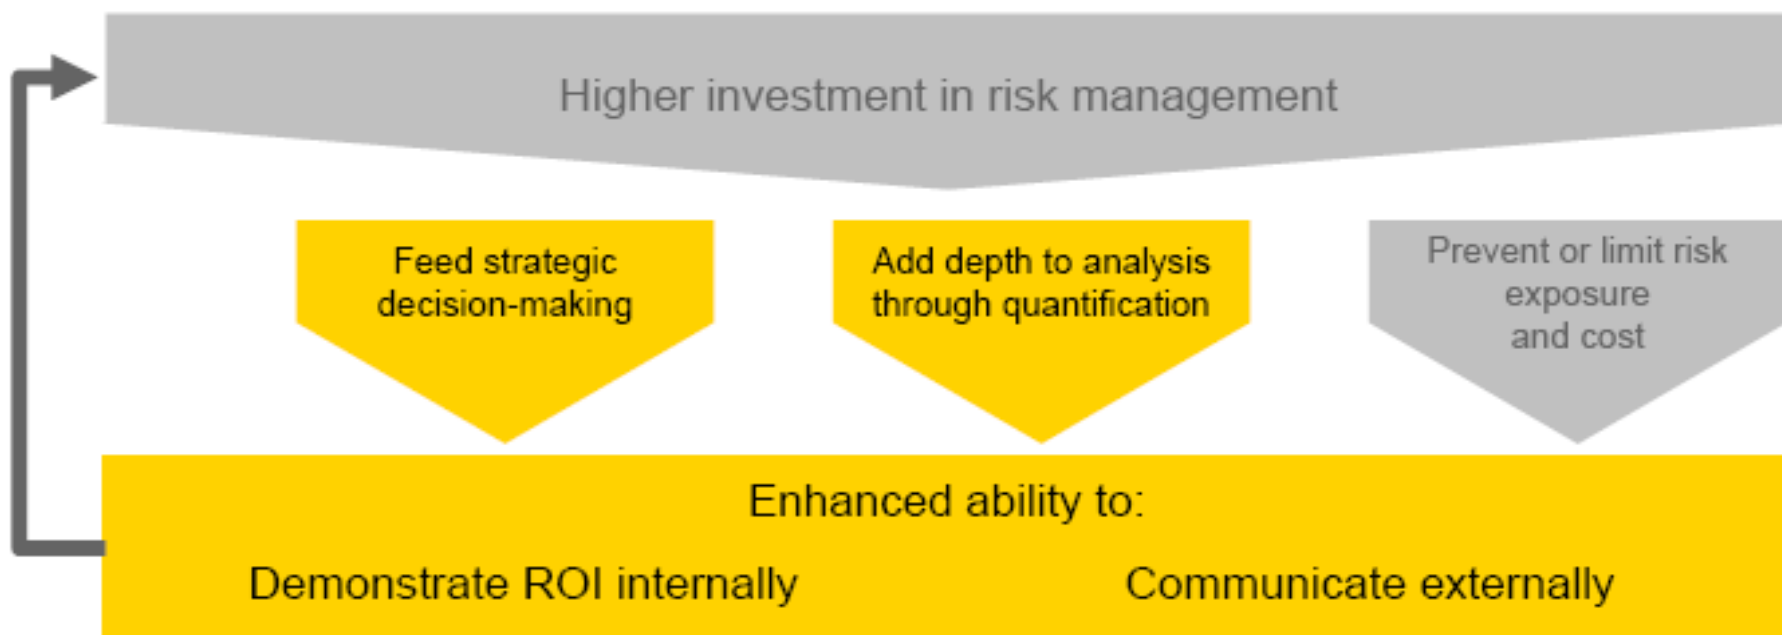 Higher investment in risk management
Feed strategic
decision-making
Add depth to analysis
through quantification
Prevent or limit risk
exposure
and cost
Enhanced ability to:
Demonstrate ROI internally
Communicate externally